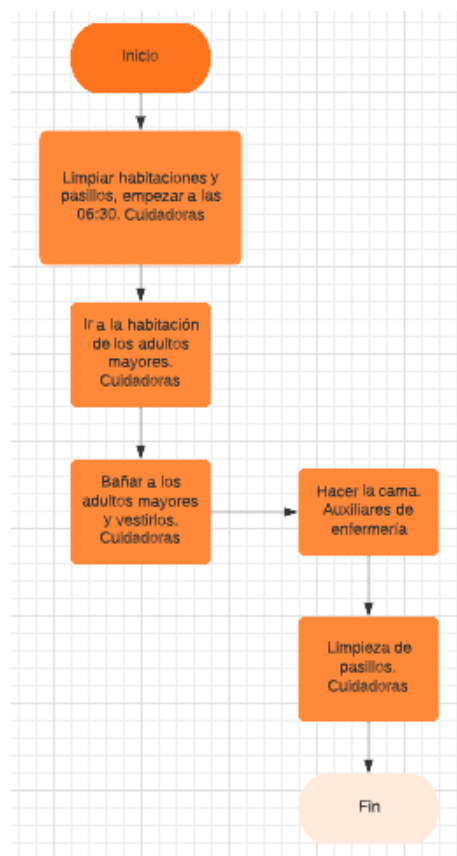 Inicio
Limpiar habitaciones y
pasillos, empezar a las
06:30. Cuidadoras
Ir a la habitación
de los adultos
mayores.
Cuidadoras
Bañar a los
adultos mayores
y vestirlos.
Cuidadoras
Hacer la cama.
Auxiliares de
enfermería
Limpieza de
pasillos.
Cuidadoras
Fin